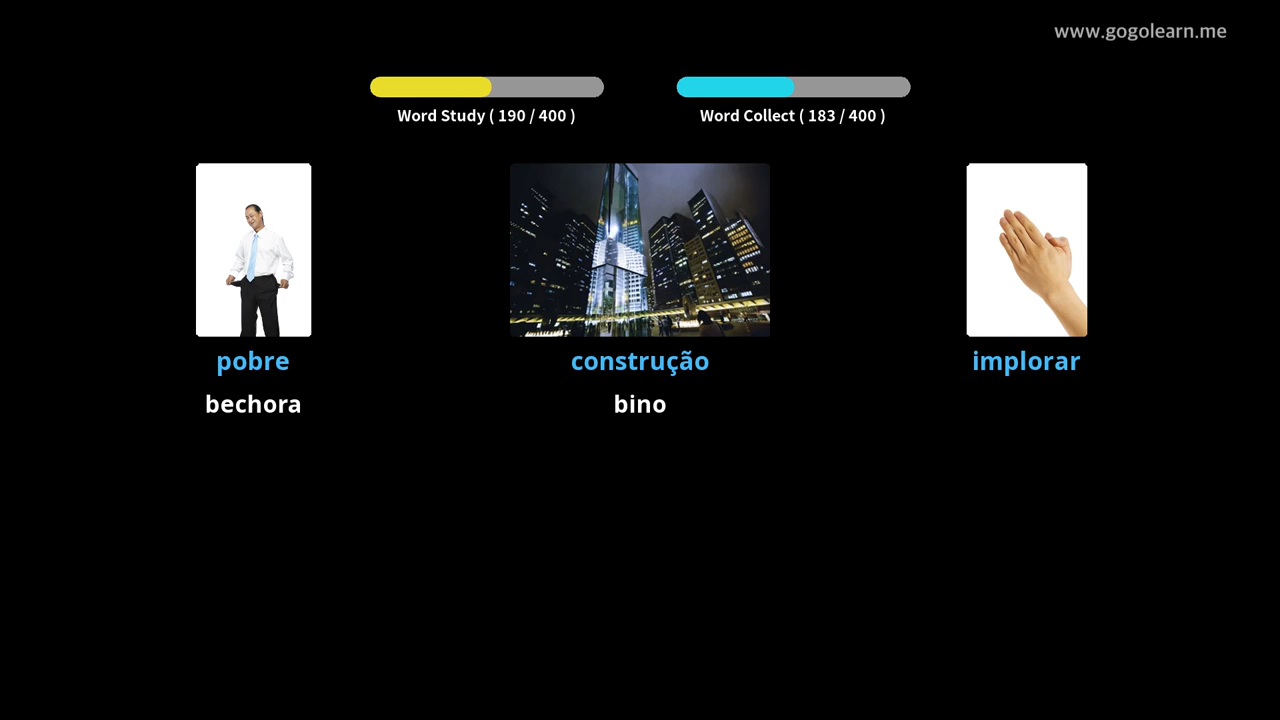 www.gogolearn.me
Word Study ( 190 / 400 )
Word Collect ( 183 / 400 )
pobre
construção
implorar
bechora
bino